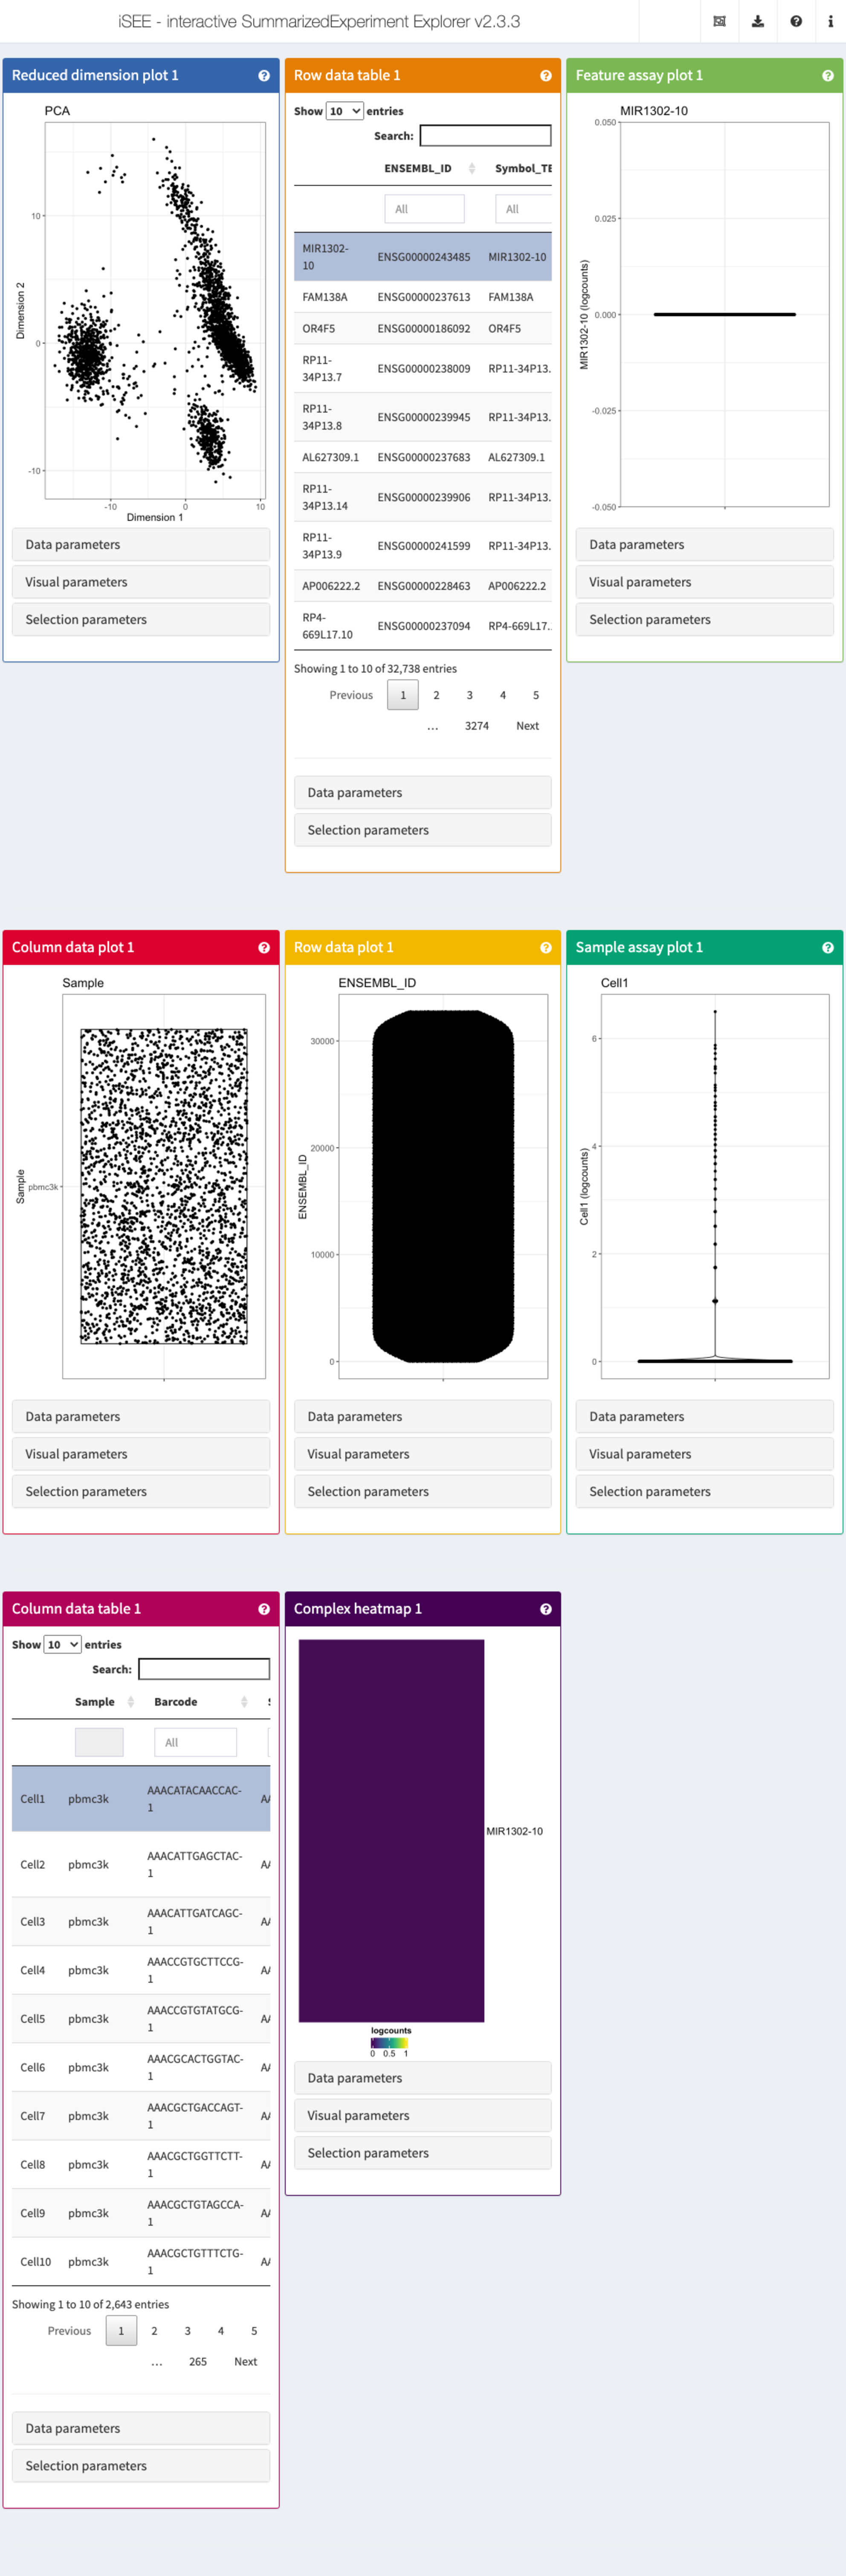 iSEE - interactive SummarizedExperiment Explorer v2.3.3
Reduced dimension plot 1
PCA
10
0
-10
Dimension 2
-10 0 10
Dimension 1
Data parameters
Visual parameters
Selection parameters
Row data table 1
Show 10 entries
Search:
ENSEMBL_ID Symbol_TE
All All
MIR1302-
10 ENSG00000243485 MIR1302-10
FAM138A ENSG00000237613 FAM138A
OR4F5 ENSG00000186092 OR4F5
RP11-
34P13.7 ENSG00000238009 RP11-34P13.
RP11-
34P13.8 ENSG00000239945 RP11-34P13.
AL627309.1 ENSG00000237683 AL627309.1
RP11-
34P13.14 ENSG00000239906 RP11-34P13.
RP11-
34P13.9 ENSG00000241599 RP11-34P13.
AP006222.2 ENSG00000228463 AP006222.2
RP4-
669L17.10 ENSG00000237094 RP4-669L17.
Showing 1 to 10 of 32,738 entries
Previous 1 2 3 4 5
... 3274 Next
Data parameters
Selection parameters
Feature assay plot 1
MIR1302-10
0.050
0.025
0.000
-0.025
-0.050
MIR1302-10 (logcounts)
Data parameters
Visual parameters
Selection parameters
Column data plot 1
Sample
Sample
pbmc3k
Data parameters
Visual parameters
Selection parameters
Row data plot 1
ENSEMBL_ID
30000
20000
10000
0
ENSEMBL_ID
Data parameters
Visual parameters
Selection parameters
Sample assay plot 1
Cell1
6
4
2
0
Cell1 (logcounts)
Data parameters
Visual parameters
Selection parameters
Column data table 1
Show 10 entries
Search:
Sample Barcode
All
Cell1 pbmc3k AAACATACAACCAC-
1
Cell2 pbmc3k AAACATTGAGCTAC-
1
Cell3 pbmc3k AAACATTGATCAGC-
1
Cell4 pbmc3k AAACCGTGCTTCCG-
1
Cell5 pbmc3k AAACCGTGTATGCG-
1
Cell6 pbmc3k AAACGCACTGGTAC-
1
Cell7 pbmc3k AAACGCTGACCAGT-
1
Cell8 pbmc3k AAACGCTGGTTCTT-
1
Cell9 pbmc3k AAACGCTGTAGCCA-
1
Cell10 pbmc3k AAACGCTGTTTCTG-
1
Showing 1 to 10 of 2,643 entries
Previous 1 2 3 4 5
... 265 Next
Data parameters
Selection parameters
Complex heatmap 1
MIR1302-10
logcounts
0 0.5 1
Data parameters
Visual parameters
Selection parameters